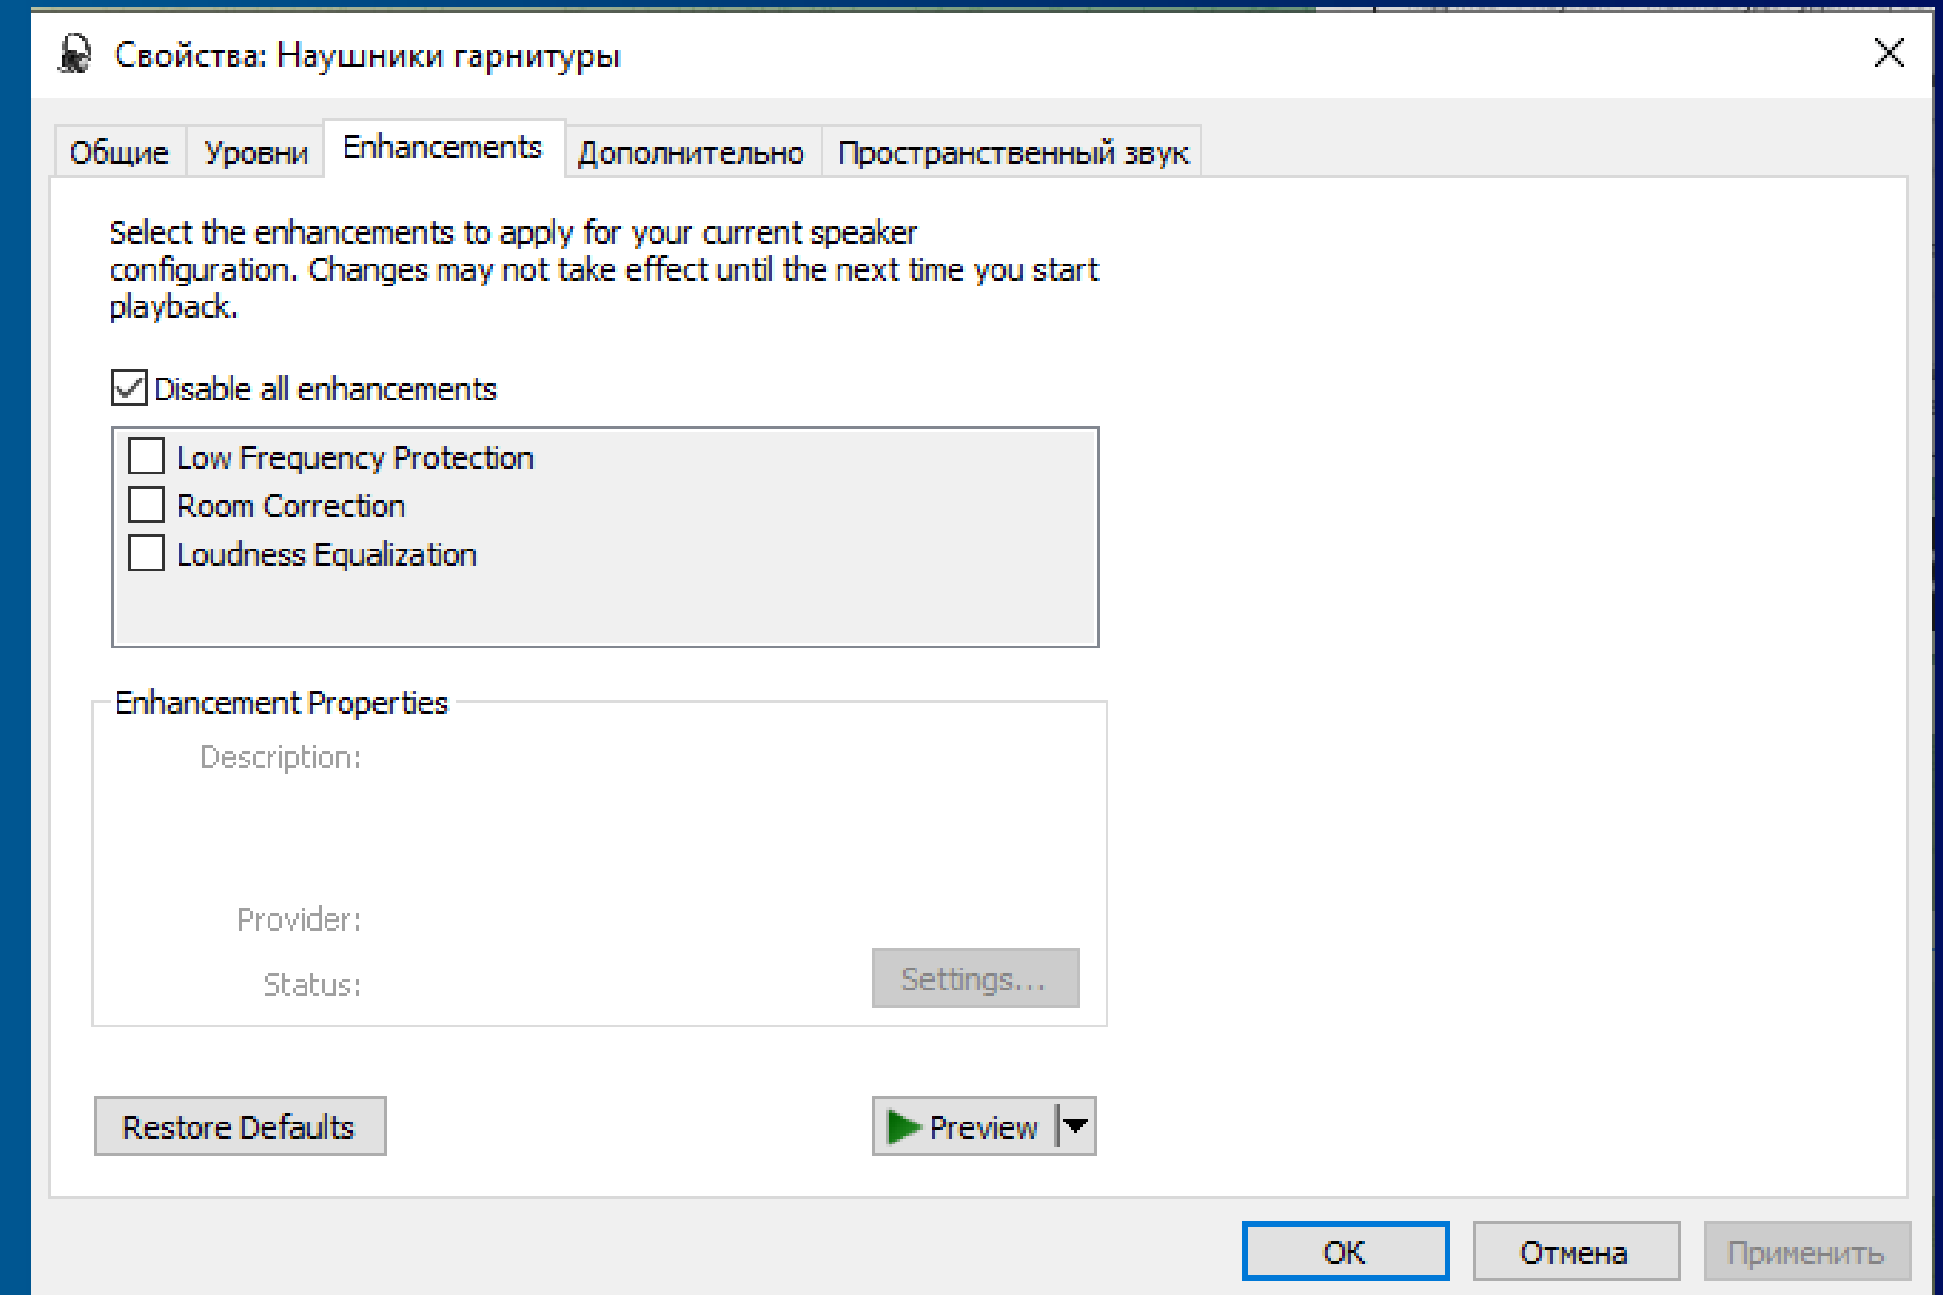 Свойства: Наушники гарнитуры
Общие Уровни Enhancements Дополнительно Пространственный звук
Select the enhancements to apply for your current speaker
configuration. Changes may not take effect until the next time you start
playback.
Disable all enhancements
Low Frequency Protection
Room Correction
Loudness Equalization
Enhancement Properties
Description:
Provider:
Status:
Settings...
Restore Defaults
Preview
ОК
Отмена
Применить